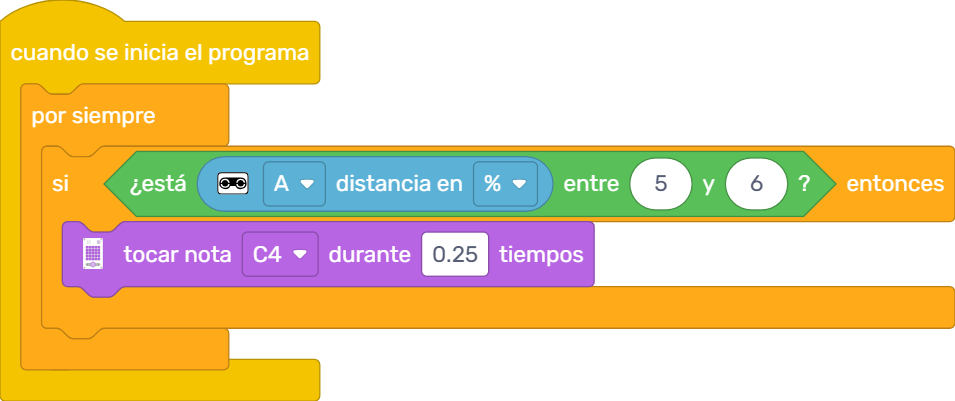 cuando se inicia el programa
por siempre
si ¿está A distancia en % entre 5 y 6 ? entonces
tocar nota C4 durante 0.25 tiempos